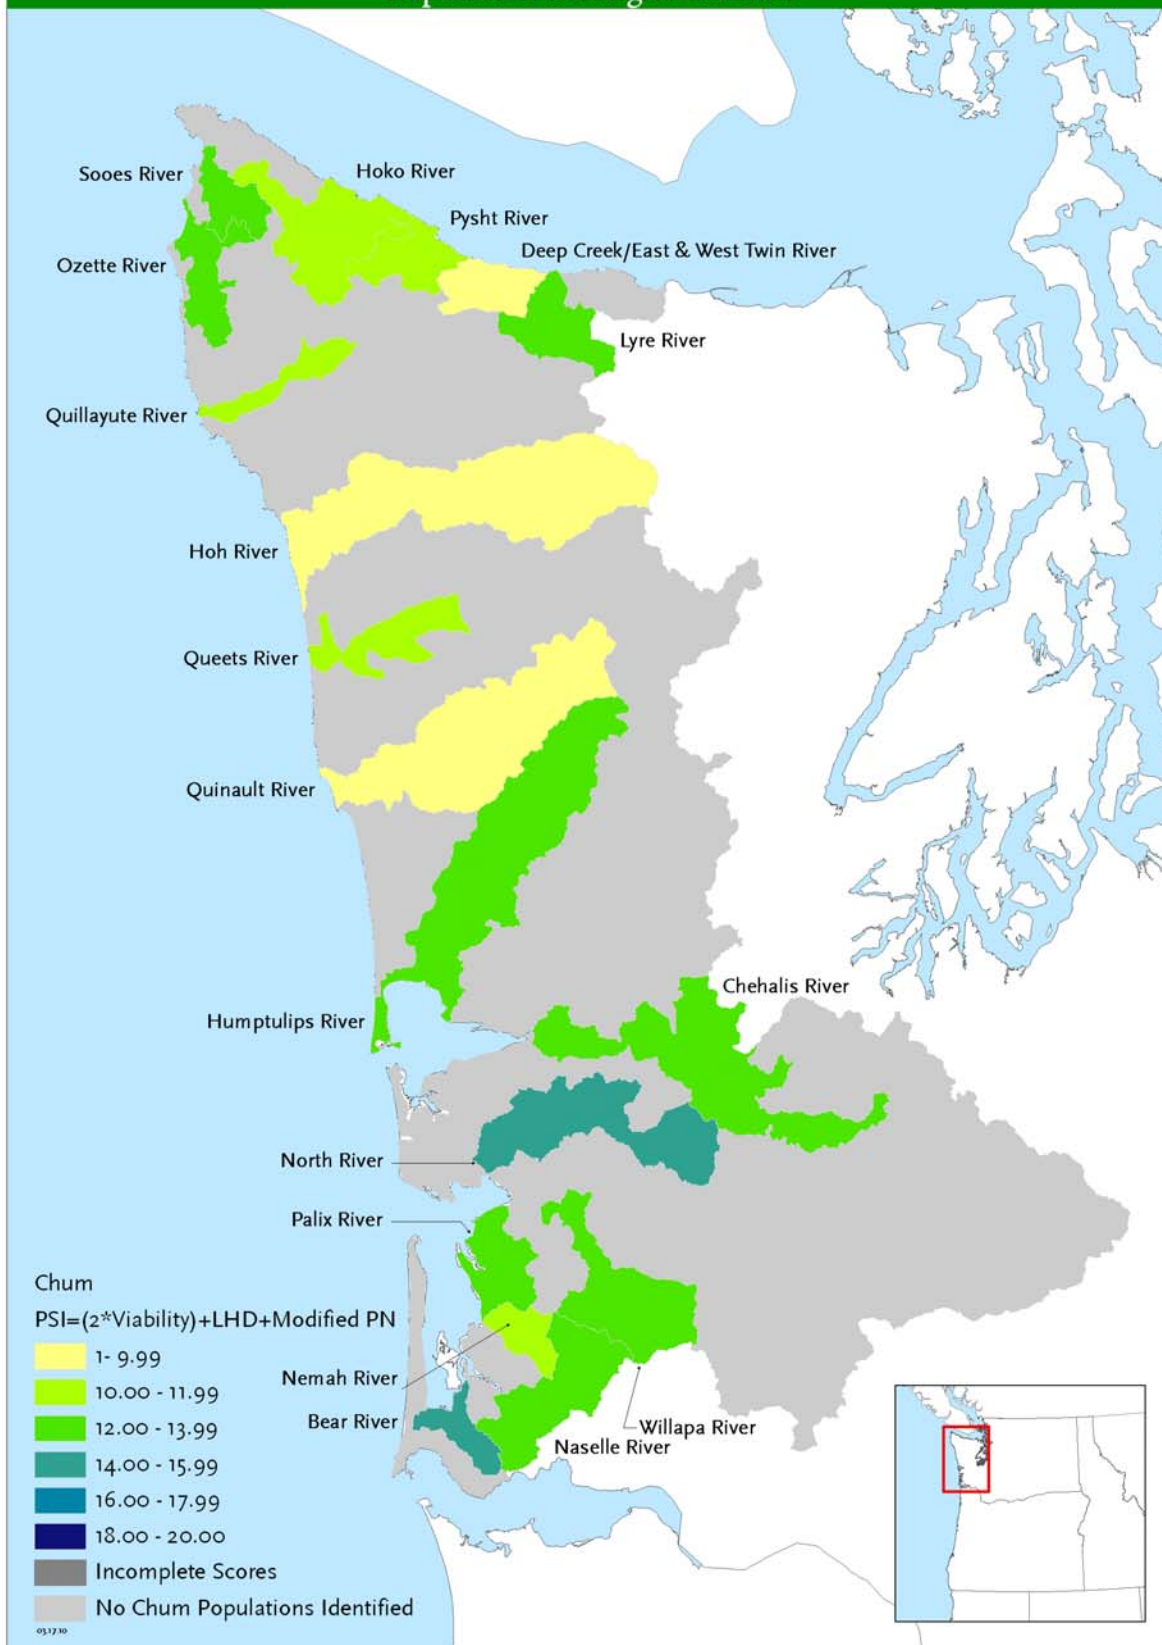 Sooes River
Hoko River
Pysht River
Deep Creek/East & West Twin River
Ozette River
Lyre River
Quillayute River
Hoh River
Queets River
Quinault River
Chehalis River
Humptulips River
North River
Palix River
Nemah River
Bear River
Willapa River
Naselle River
Chum
PSI=(2*Viability)+LHD+Modified PN
1- 9.99
10.00 - 11.99
12.00 - 13.99
14.00 - 15.99
16.00 - 17.99
18.00 - 20.00
Incomplete Scores
No Chum Populations Identified
03.17.10